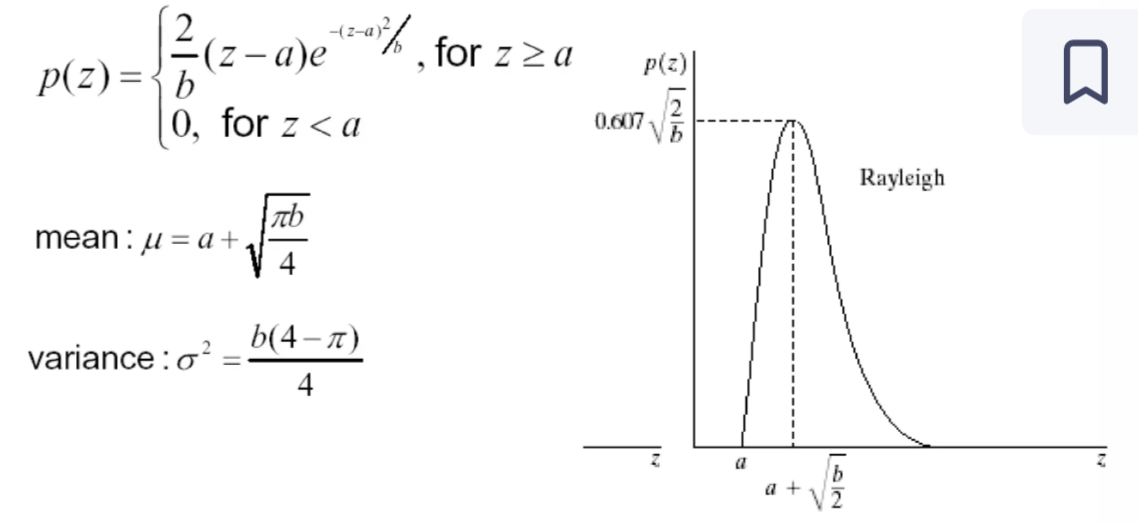 p(z) = { 2/b (z − a)e^{−(z−a)²/b}, for z ≥ a
0, for z < a
mean : μ = a + √(πb/4)
variance : σ² = b(4 − π)/4
p(z)
0.607 √(2/b)
Rayleigh
z
a
z
a + √(b/2)